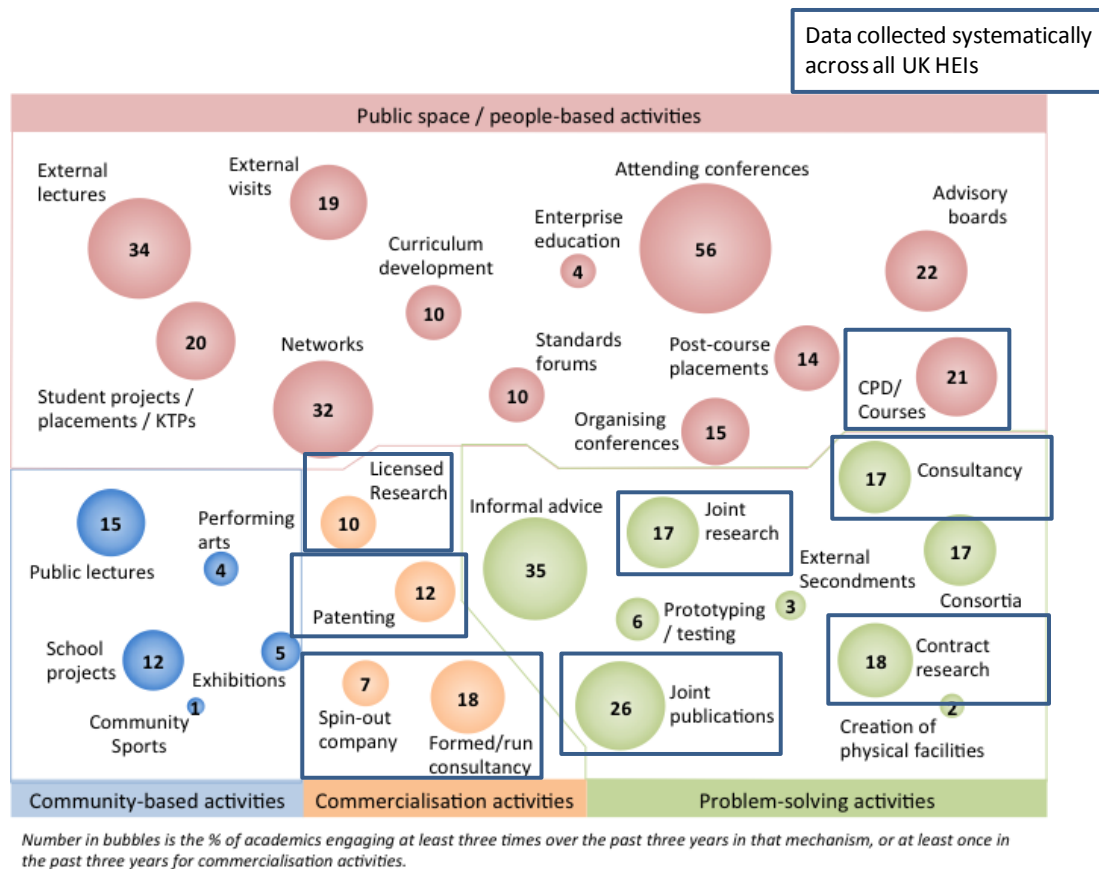 Data collected systematically
across all UK HEIs
Public space / people-based activities
External
lectures
34
External
visits
19
Attending conferences
56
Advisory
boards
22
Enterprise
education
4
Curriculum
development
10
20
Student projects /
placements / KTPs
Networks
32
Standards
forums
10
Post-course
placements
14
Organising
conferences
15
21
CPD/
Courses
15
Public lectures
Performing
arts
4
School
projects
12
5
Exhibitions
1
Community
Sports
Licensed
Research
10
12
Patenting
7
Spin-out
company
18
Formed/run
consultancy
Informal advice
35
17
Joint
research
17
Consultancy
17
Consortia
External
Secondments
3
6
Prototyping
/ testing
18
Contract
research
26
Joint
publications
2
Creation of
physical facilities
Community-based activities
Commercialisation activities
Problem-solving activities
Number in bubbles is the % of academics engaging at least three times over the past three years in that mechanism, or at least once in
the past three years for commercialisation activities.